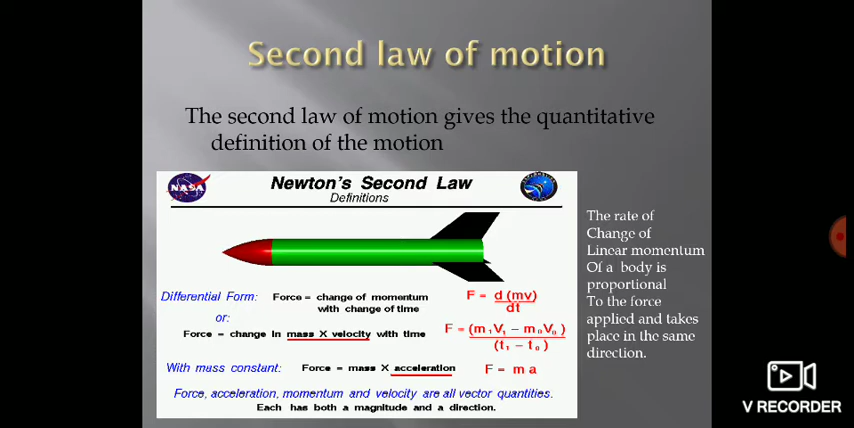 Second law of motion
The second law of motion gives the quantitative
definition of the motion
NASA
Newton's Second Law
Definitions
Differential Form:
Force = change of momentum
with change of time
F = d (mv)
dt
or:
Force = change in mass X velocity with time
F = (m₁V₁ – m₀V₀)
(t₁ – t₀)
With mass constant:
Force = mass X acceleration
F = m a
Force, acceleration, momentum and velocity are all vector quantities.
Each has both a magnitude and a direction.
The rate of
Change of
Linear momentum
Of a body is
proportional
To the force
applied and takes
place in the same
direction.
V RECORDER